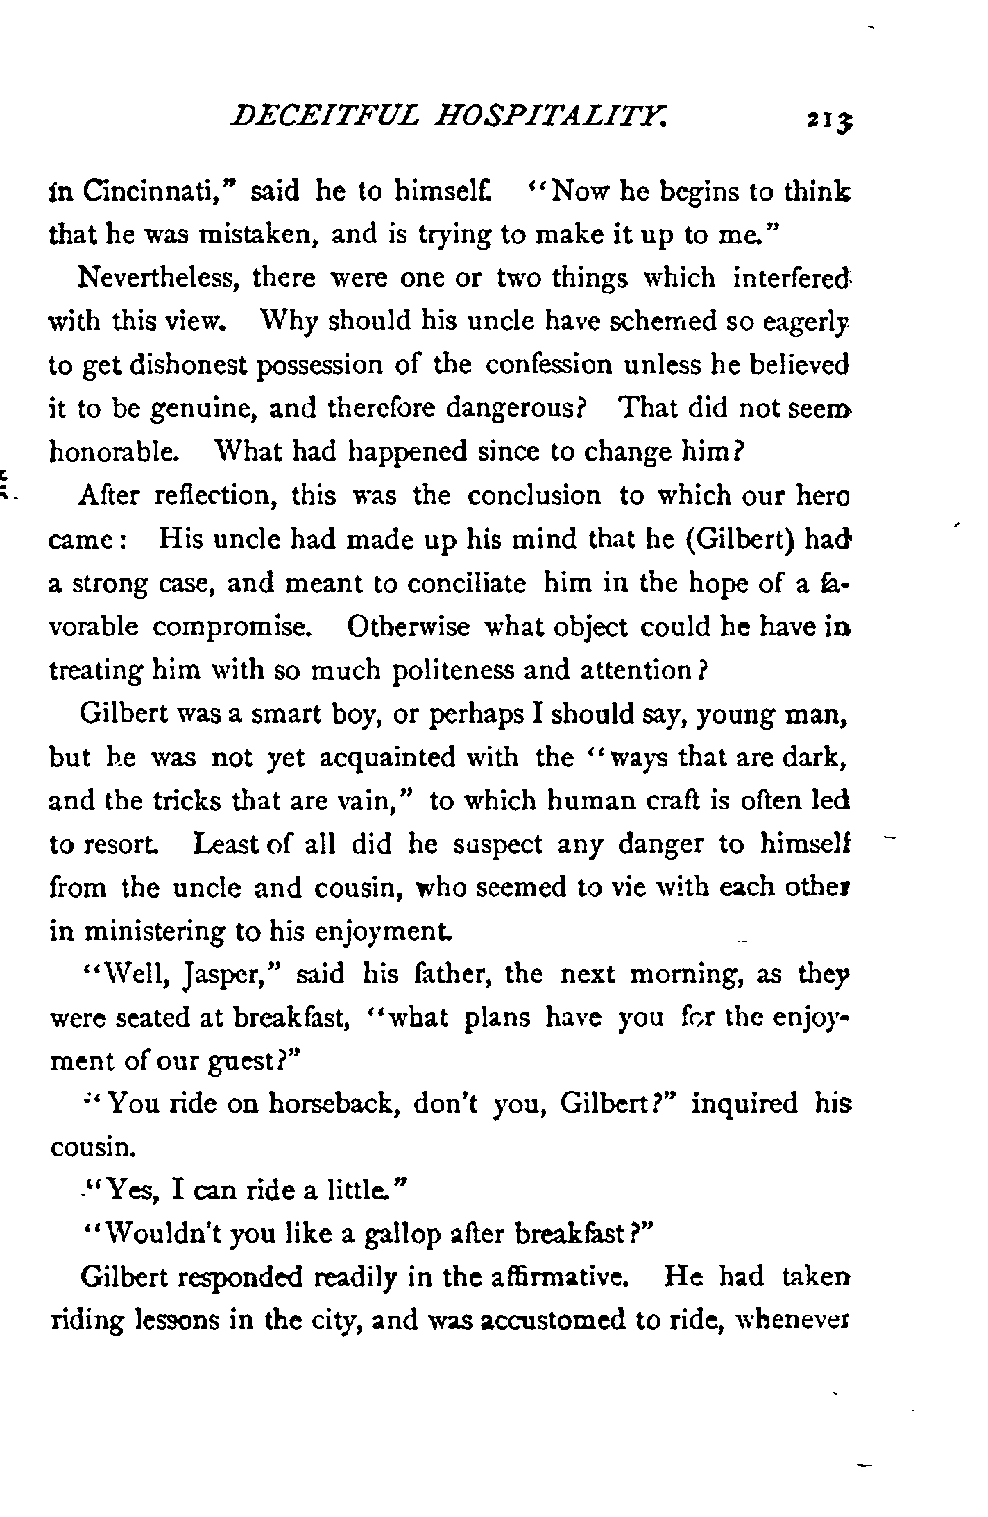 DECEITFUL HOSPITALITY. 213
in Cincinnati," said he to himself. "Now he begins to think
that he was mistaken, and is trying to make it up to me."
Nevertheless, there were one or two things which interfered
with this view. Why should his uncle have schemed so eagerly
to get dishonest possession of the confession unless he believed
it to be genuine, and therefore dangerous? That did not seem
honorable. What had happened since to change him?
After reflection, this was the conclusion to which our hero
came: His uncle had made up his mind that he (Gilbert) had
a strong case, and meant to conciliate him in the hope of a fa-
vorable compromise. Otherwise what object could he have in
treating him with so much politeness and attention?
Gilbert was a smart boy, or perhaps I should say, young man,
but he was not yet acquainted with the "ways that are dark,
and the tricks that are vain," to which human craft is often led
to resort. Least of all did he suspect any danger to himself
from the uncle and cousin, who seemed to vie with each other
in ministering to his enjoyment.
"Well, Jasper," said his father, the next morning, as they
were seated at breakfast, "what plans have you for the enjoy-
ment of our guest?"
"You ride on horseback, don't you, Gilbert?" inquired his
cousin.
"Yes, I can ride a little."
"Wouldn't you like a gallop after breakfast?"
Gilbert responded readily in the affirmative. He had taken
riding lessons in the city, and was accustomed to ride, whenever